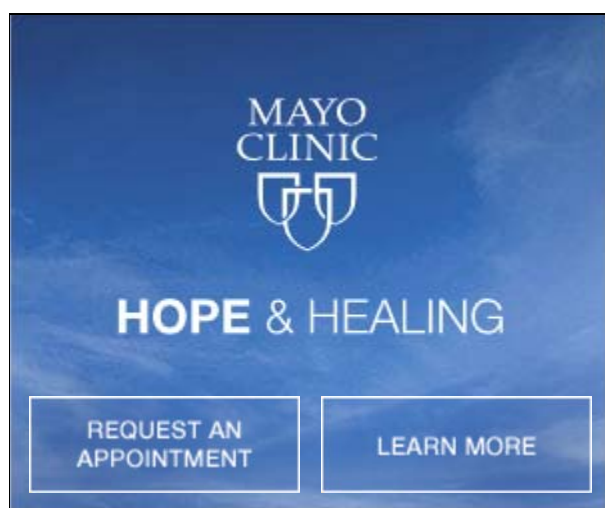 MAYO
CLINIC
HOPE & HEALING
REQUEST AN
APPOINTMENT
LEARN MORE